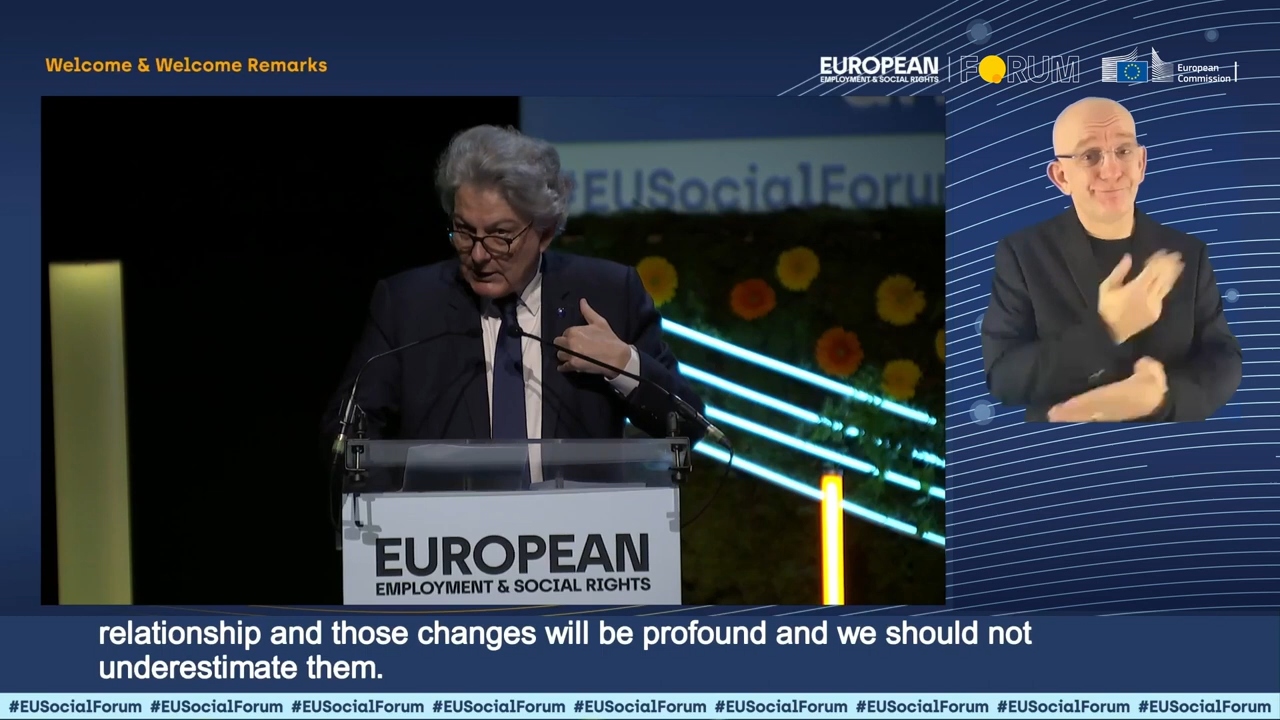 Welcome & Welcome Remarks
EUROPEAN
EMPLOYMENT & SOCIAL RIGHTS
FORUM
European
Commission
#EUSocialForu
EUROPEAN
EMPLOYMENT & SOCIAL RIGHTS
relationship and those changes will be profound and we should not
underestimate them.
#EUSocialForum #EUSocialForum #EUSocialForum #EUSocialForum #EUSocialForum #EUSocialForum #EUSocialForum #EUSocialForum #EUSocialForum